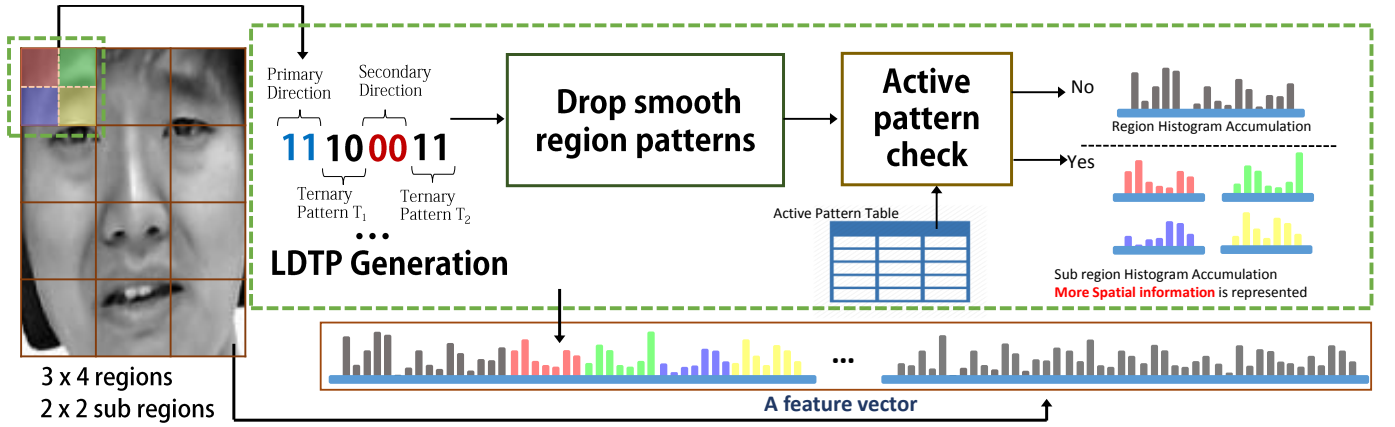 Primary
Direction
Secondary
Direction
11 10 00 11
Ternary
Pattern T1
Ternary
Pattern T2
...
LDTP Generation
Drop smooth
region patterns
Active
pattern
check
Active Pattern Table
No
Region Histogram Accumulation
Yes
Sub region Histogram Accumulation
More Spatial information is represented
3 x 4 regions
2 x 2 sub regions
...
A feature vector